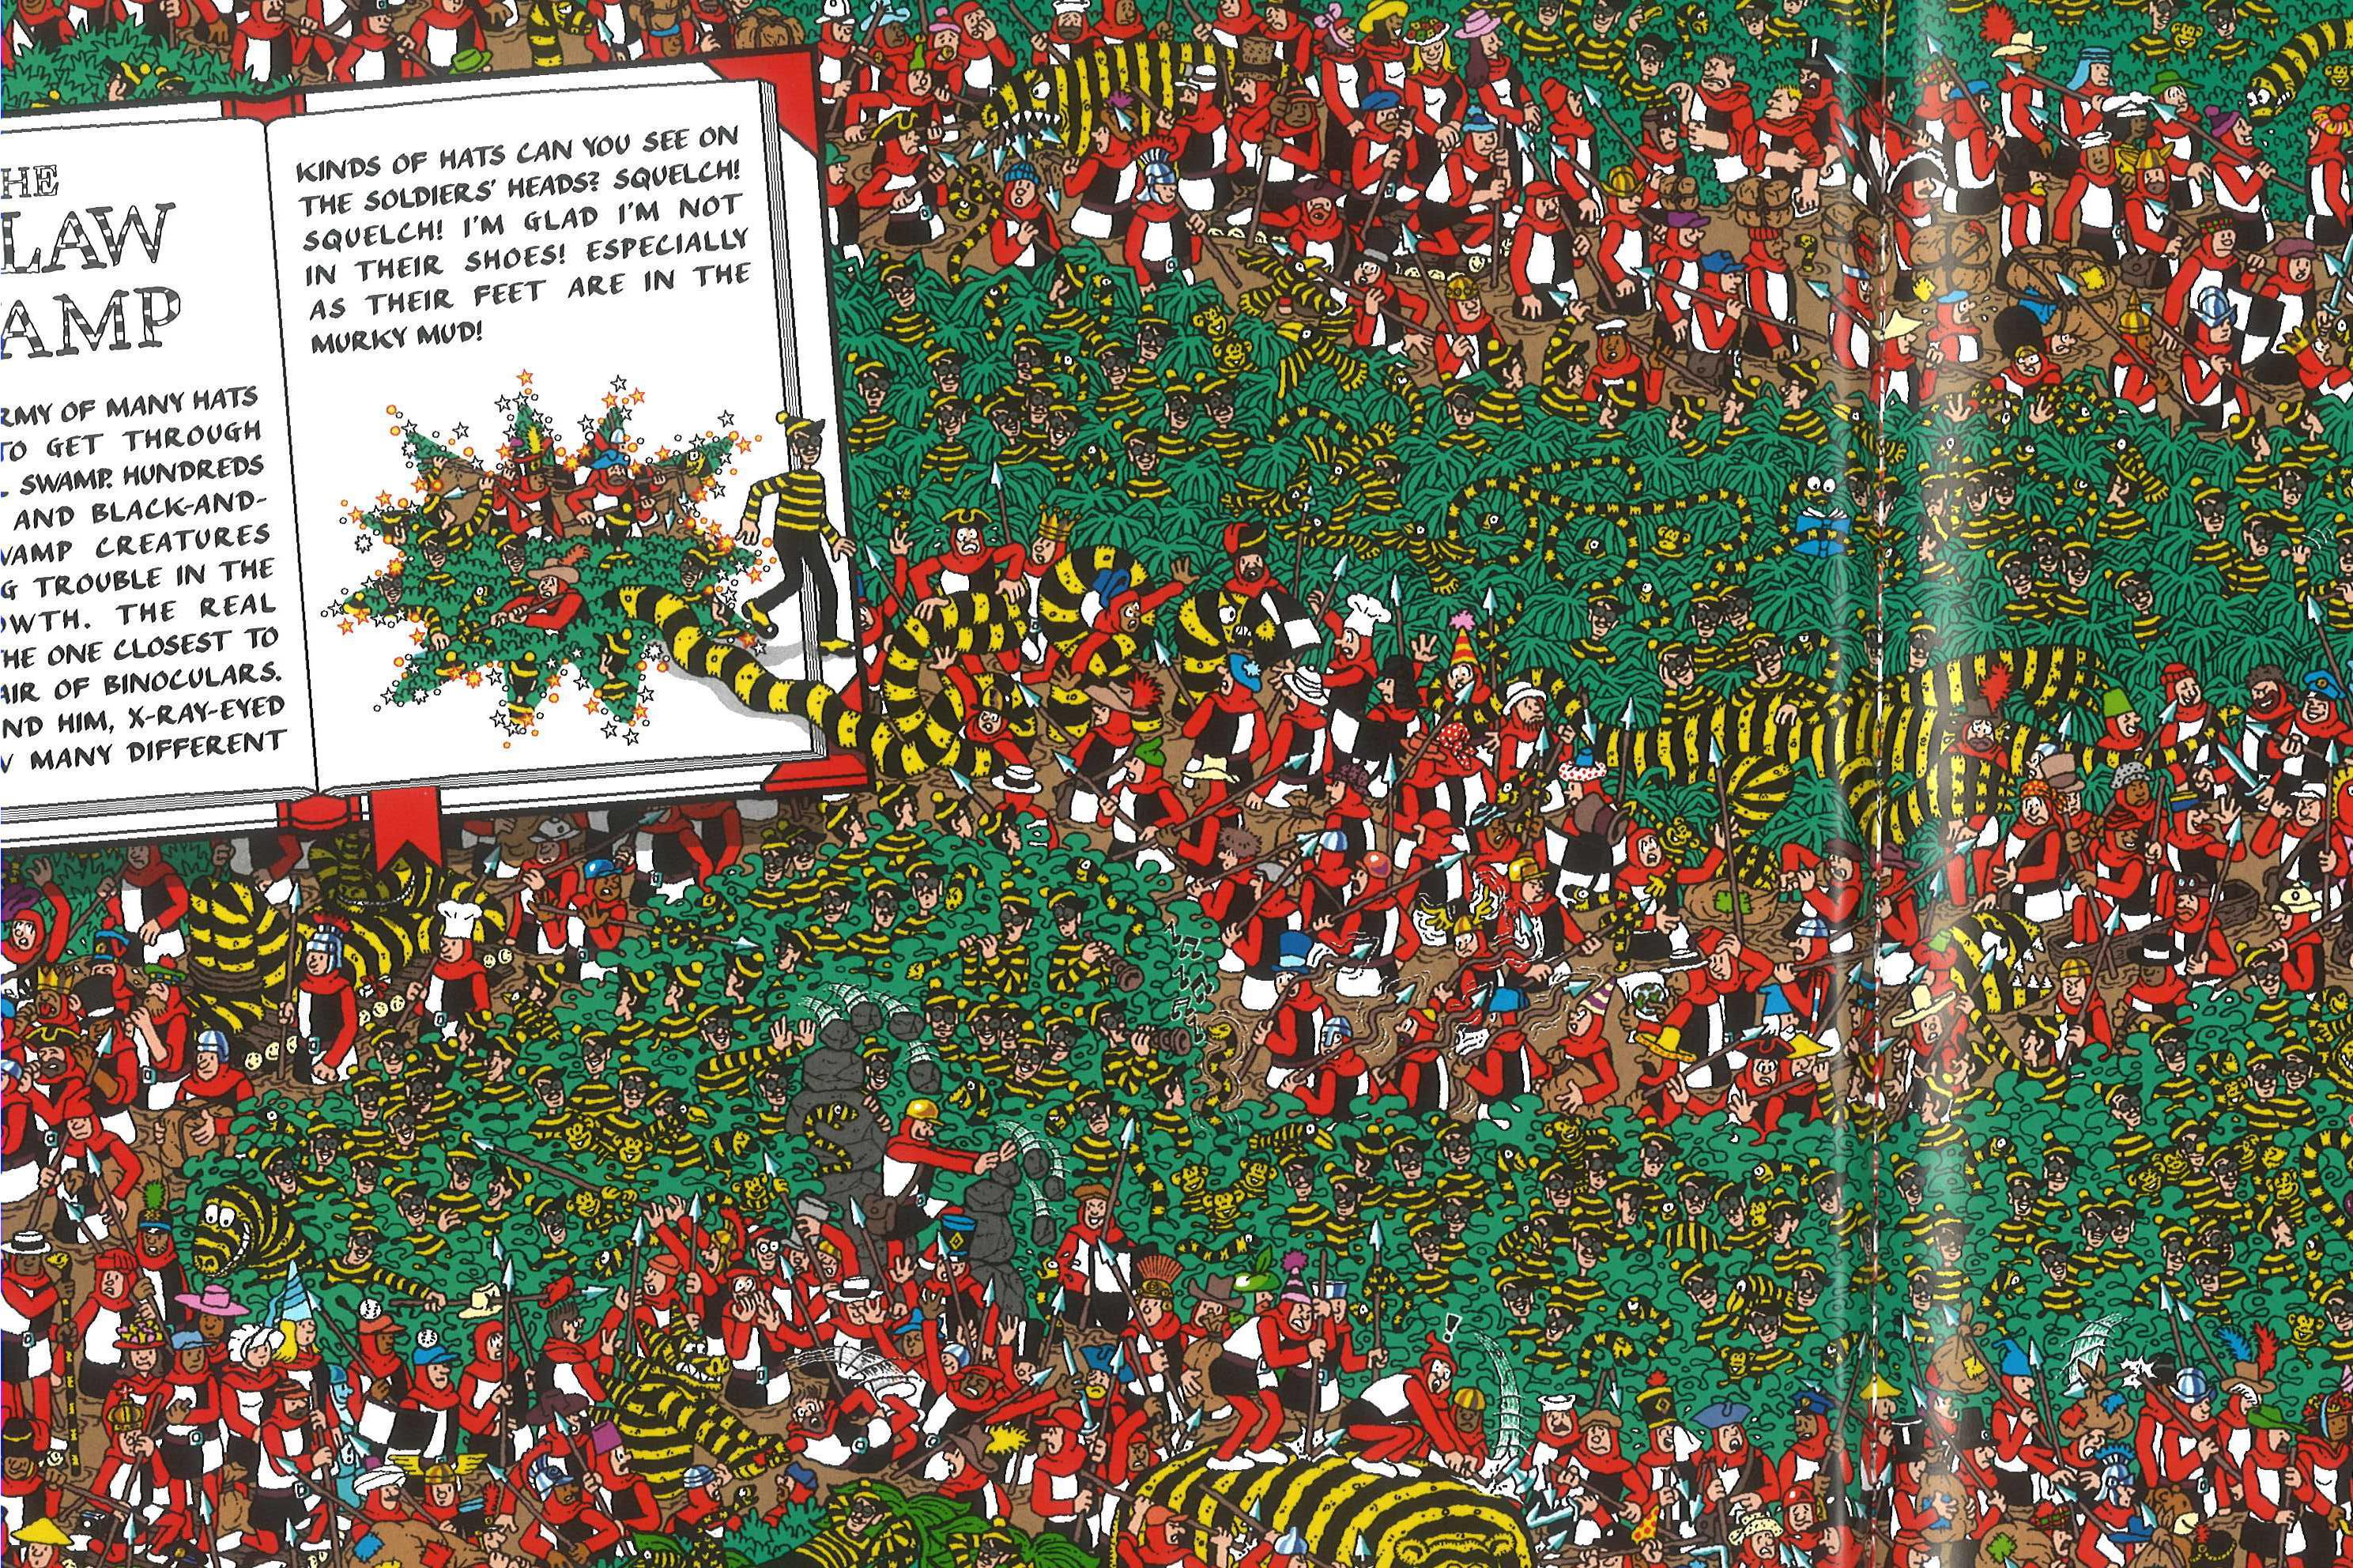 HE
LAW
AMP
RMY OF MANY HATS
TO GET THROUGH
SWAMP. HUNDREDS
AND BLACK-AND-
WAMP CREATURES
G TROUBLE IN THE
OWTH. THE REAL
HE ONE CLOSEST TO
AIR OF BINOCULARS.
ND HIM, X-RAY-EYED
W MANY DIFFERENT
KINDS OF HATS CAN YOU SEE ON
THE SOLDIERS' HEADS? SQUELCH!
SQUELCH! I'M GLAD I'M NOT
IN THEIR SHOES! ESPECIALLY
AS THEIR FEET ARE IN THE
MURKY MUD!
!